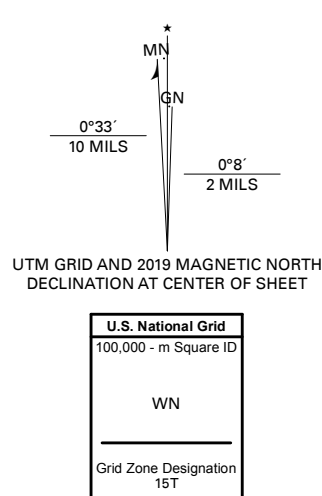 ★
MN
GN
0°33´
10 MILS
0°8´
2 MILS
UTM GRID AND 2019 MAGNETIC NORTH
DECLINATION AT CENTER OF SHEET
U.S. National Grid
100,000 - m Square ID
WN
Grid Zone Designation
15T